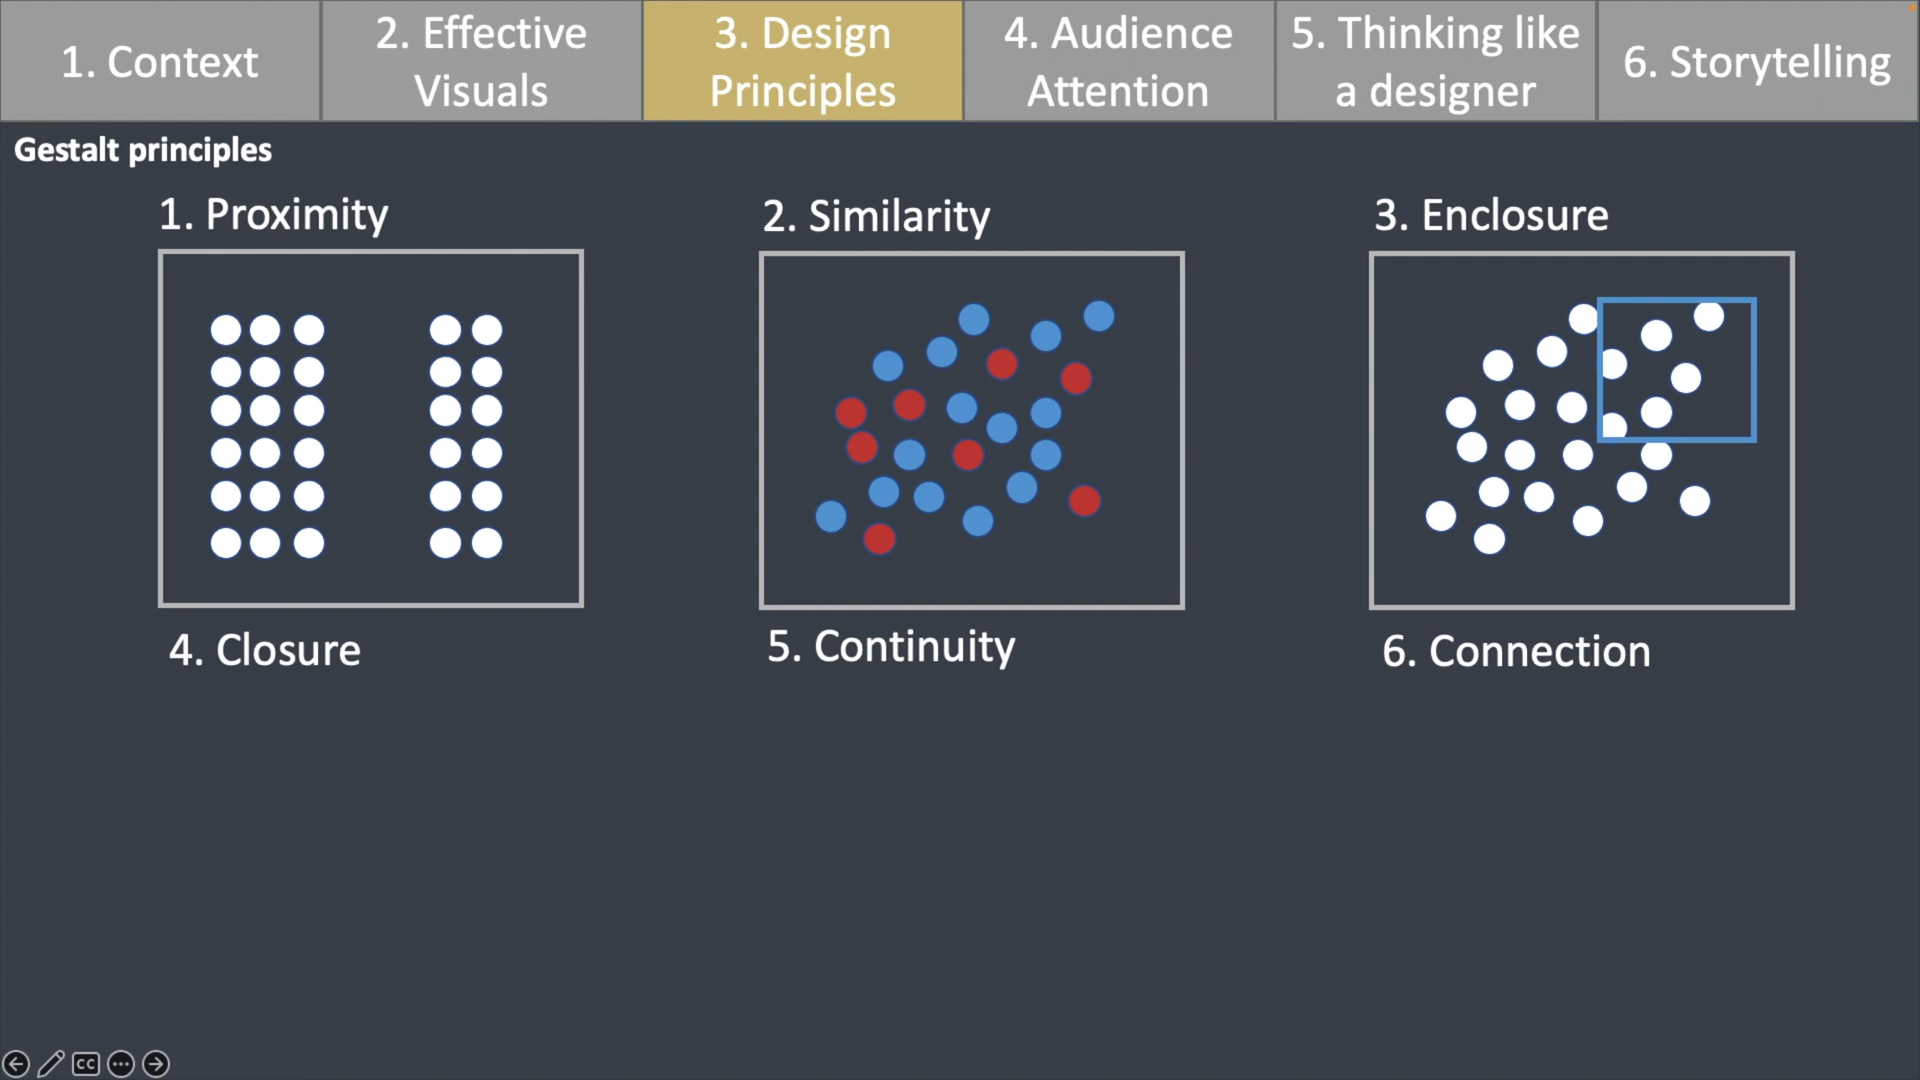 1. Context
2. Effective
Visuals
3. Design
Principles
4. Audience
Attention
5. Thinking like
a designer
6. Storytelling
Gestalt principles
1. Proximity
2. Similarity
3. Enclosure
4. Closure
5. Continuity
6. Connection
CC